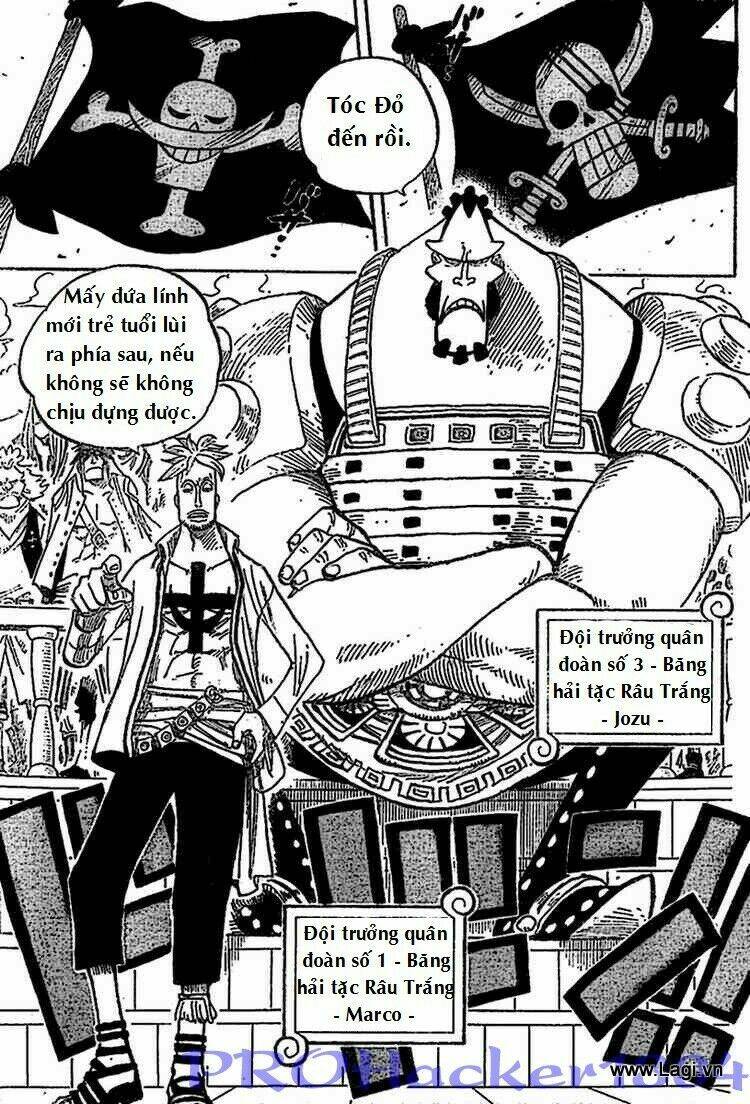 Tóc Đỏ
đến rồi.
Mấy đứa lính
mới trẻ tuổi lùi
ra phía sau, nếu
không sẽ không
chịu đựng được.
Đội trưởng quân
đoàn số 3 - Băng
hải tặc Râu Trắng
- Jozu -
Đội trưởng quân
đoàn số 1 - Băng
hải tặc Râu Trắng
- Marco -
PROHacker1604
www.Lagi.vn